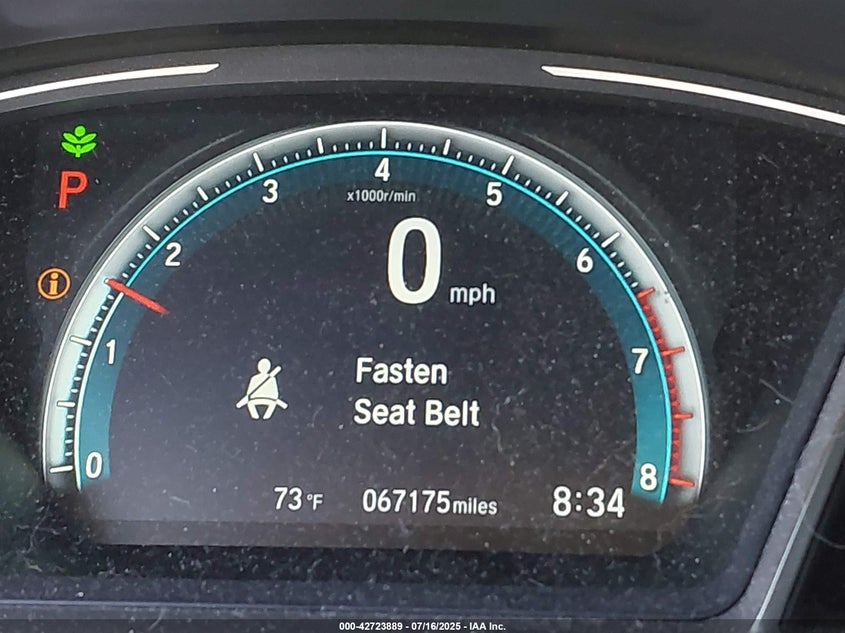 P
4
3
5
x1000r/min
2
6
0
mph
1
7
Fasten
Seat Belt
0
8
73°F 067175miles 8:34
000-42723889 - 07/16/2025 - IAA Inc.